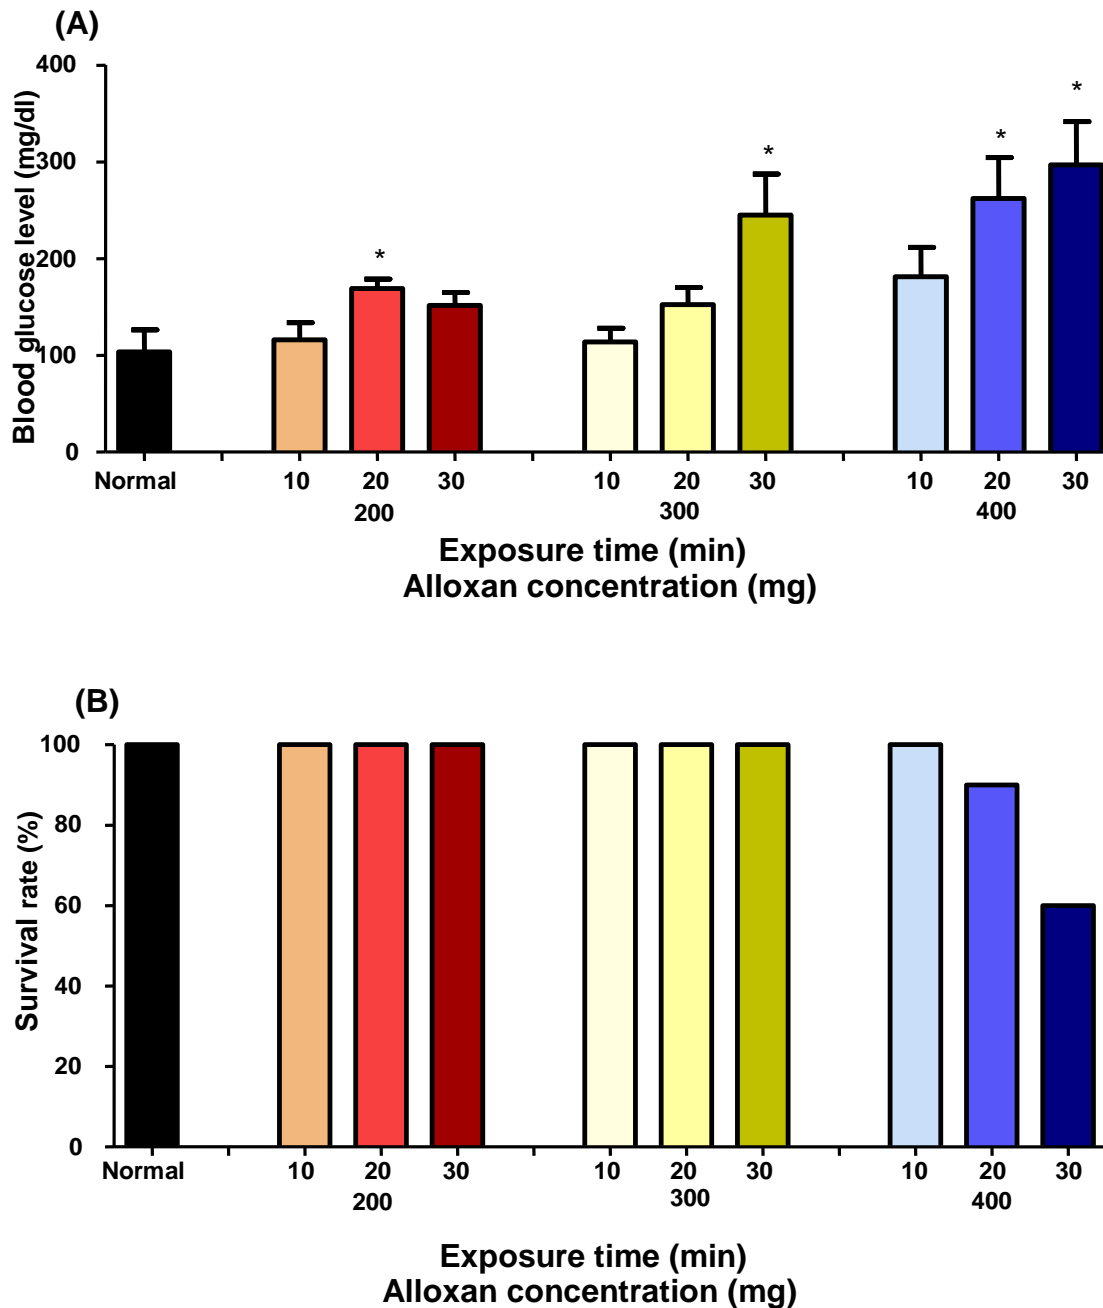 (A)
Blood glucose level (mg/dl)
400
300
200
100
0
*
*
*
*
Normal 10 20 30 10 20 30 10 20 30
200 300 400
Exposure time (min)
Alloxan concentration (mg)
(B)
Survival rate (%)
100
80
60
40
20
0
Normal 10 20 30 10 20 30 10 20 30
200 300 400
Exposure time (min)
Alloxan concentration (mg)